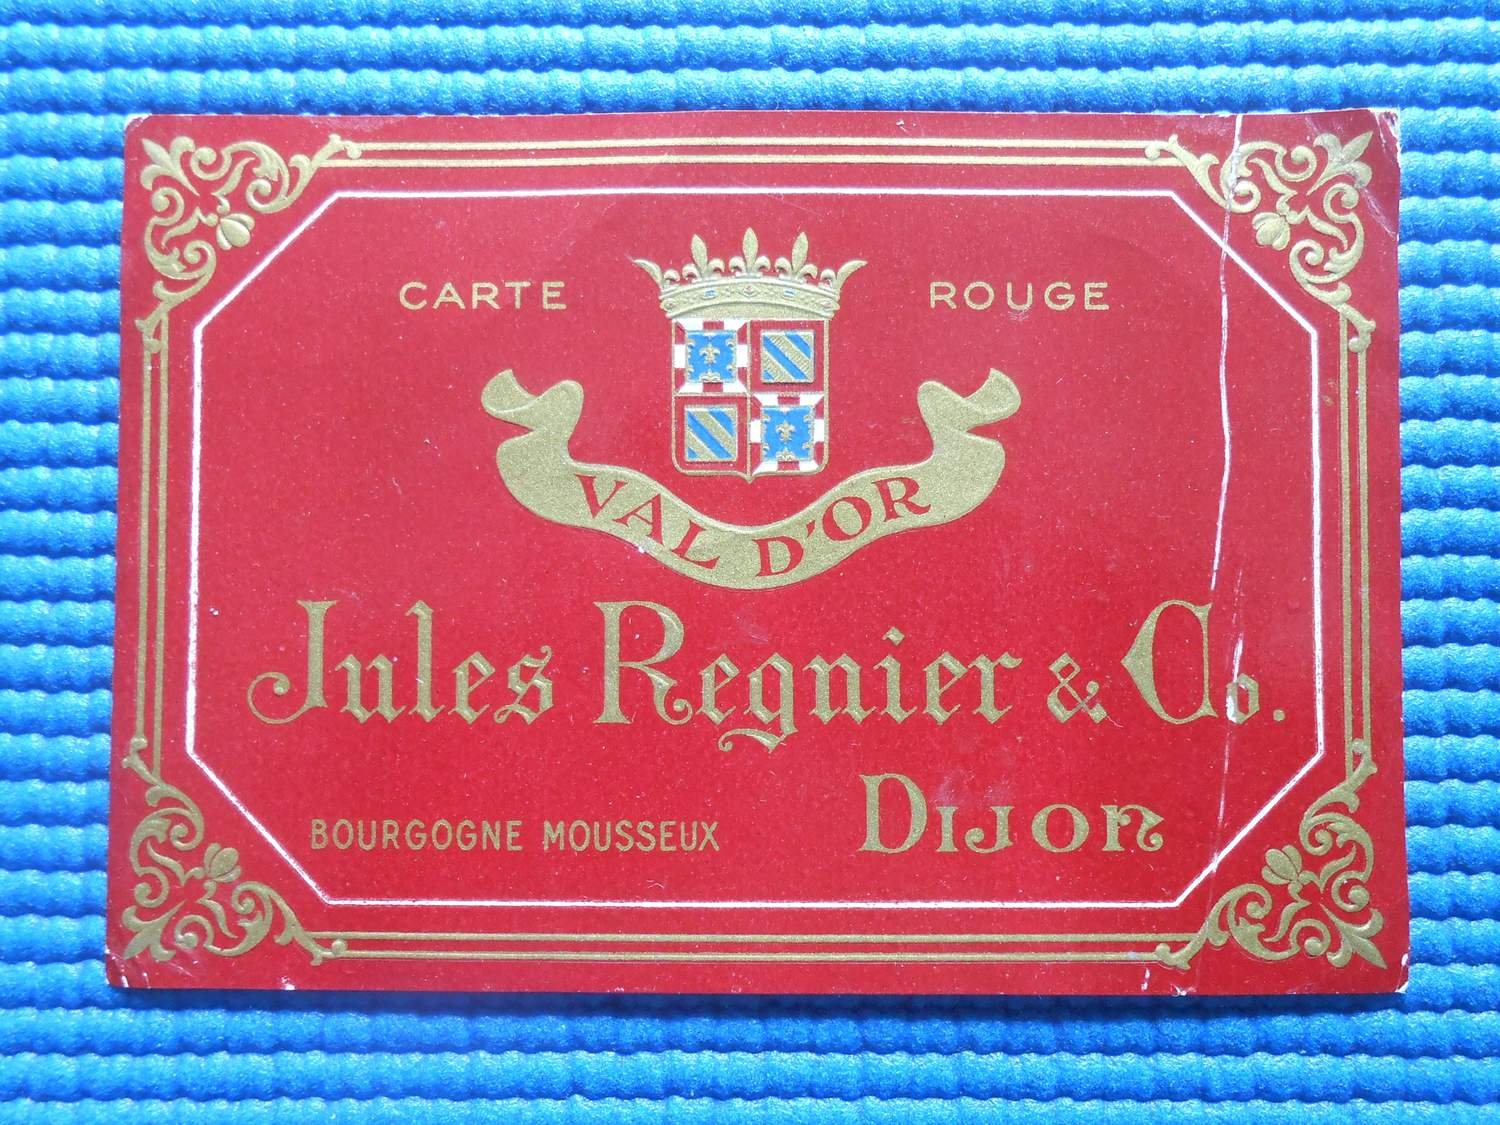 CARTE ROUGE
VAL D'OR
Jules Regnier & Co.
BOURGOGNE MOUSSEUX DIJON